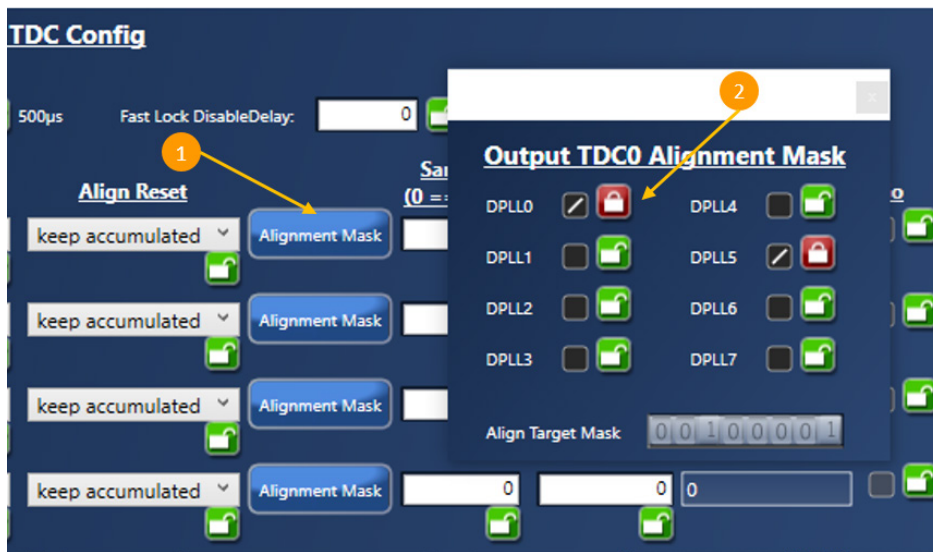 TDC Config
2
x
500µs Fast Lock DisableDelay: 0
1
Output TDC0 Alignment Mask
Align Reset
(0 ==
DPLL0 DPLL4
keep accumulated Alignment Mask
DPLL1 DPLL5
DPLL2 DPLL6
keep accumulated Alignment Mask
DPLL3 DPLL7
keep accumulated Alignment Mask
Align Target Mask 0 0 1 0 0 0 0 1
keep accumulated Alignment Mask 0 0 0